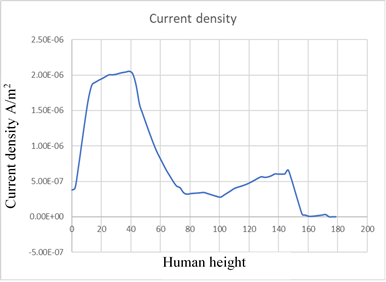 Current density
2.50E-06
2.00E-06
1.50E-06
1.00E-06
5.00E-07
0.00E+00
-5.00E-07
0 20 40 60 80 100 120 140 160 180 200
Current density A/m²
Human height